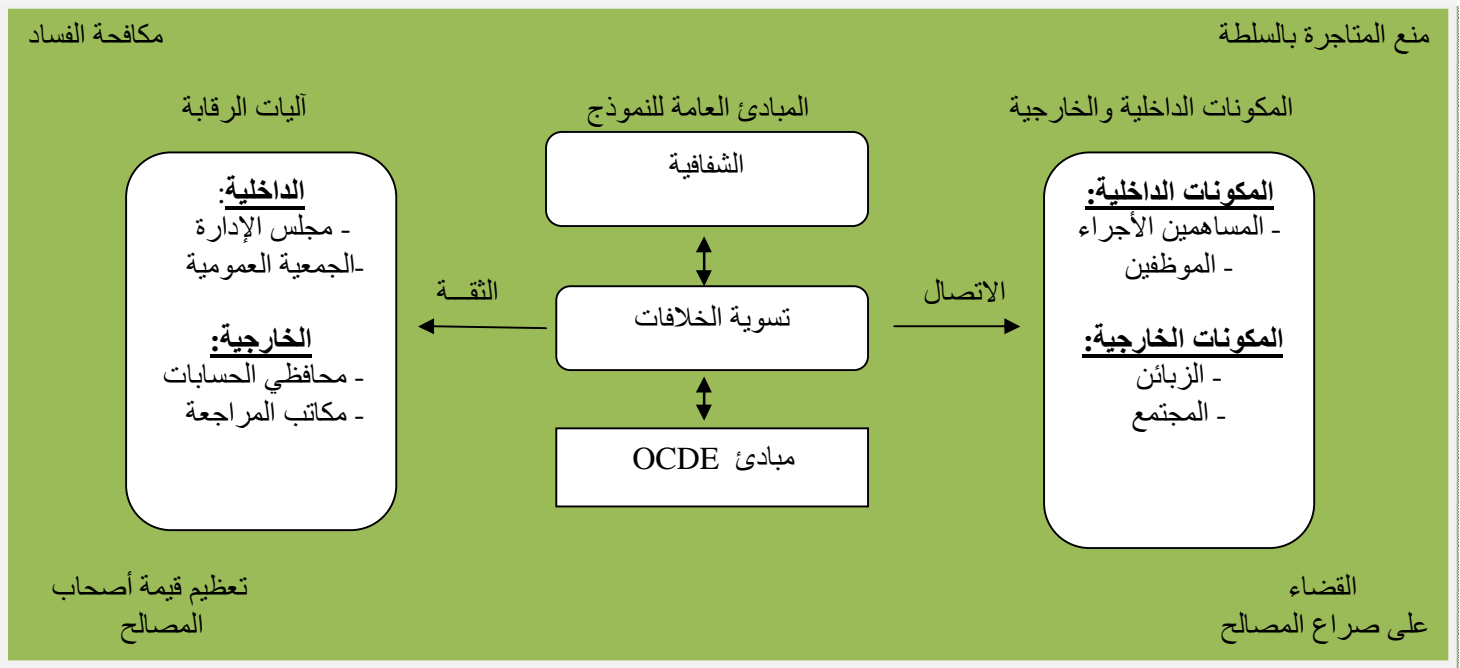 منع المتاجرة بالسلطة
مكافحة الفساد
المكونات الداخلية والخارجية
المبادئ العامة للنموذج
آليات الرقابة
المكونات الداخلية:
- المساهمين الأجراء
- الموظفين
المكونات الخارجية:
- الزبائن
- المجتمع
الاتصال
الشفافية
تسوية الخلافات
مبادئ OCDE
الثقـــة
الداخلية:
- مجلس الإدارة
-الجمعية العمومية
الخارجية:
- محافظي الحسابات
- مكاتب المراجعة
القضاء
على صراع المصالح
تعظيم قيمة أصحاب
المصالح